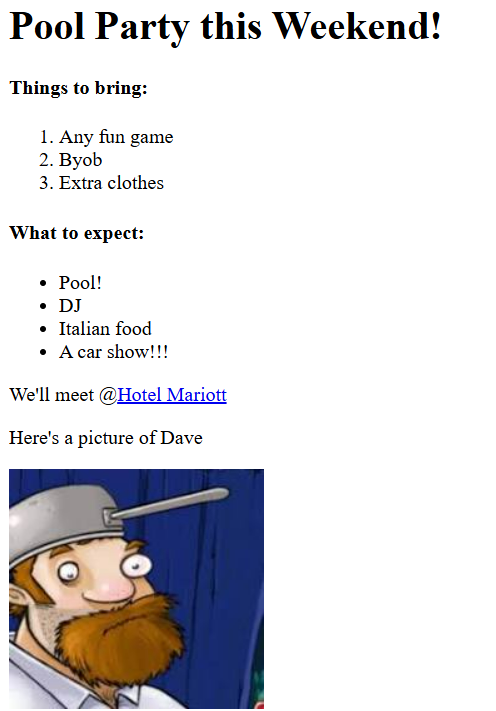 Pool Party this Weekend!
Things to bring:
1. Any fun game
2. Byob
3. Extra clothes
What to expect:
• Pool!
• DJ
• Italian food
• A car show!!!
We'll meet @Hotel Mariott
Here's a picture of Dave